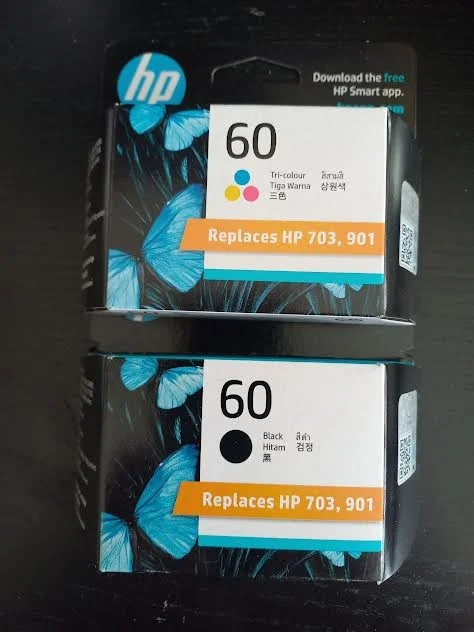 hp
Download the free
HP Smart app.
60
Tri-colour สีสามสี
Tiga Warna 삼원색
三色
Replaces HP 703, 901
60
Black สีดำ
Hitam 검정
黑
Replaces HP 703, 901